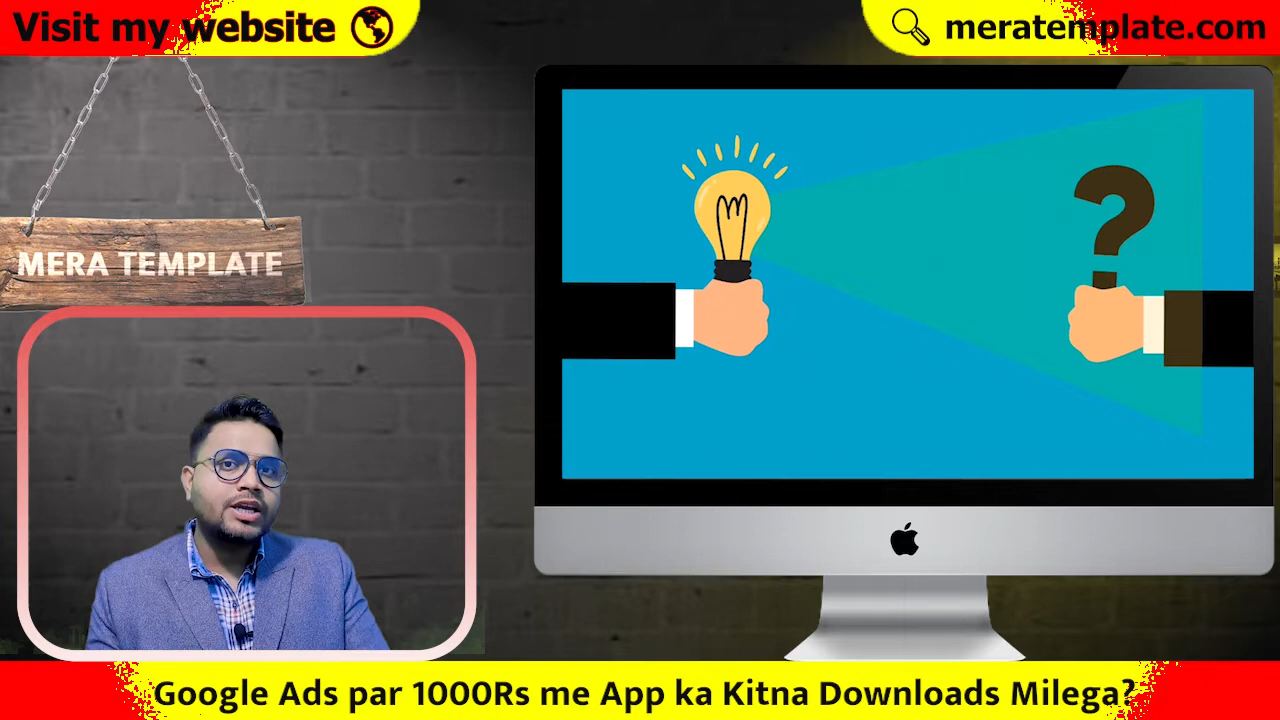 Visit my website
meratemplate.com
MERA TEMPLATE
?
Google Ads par 1000Rs me App ka Kitna Downloads Milega?